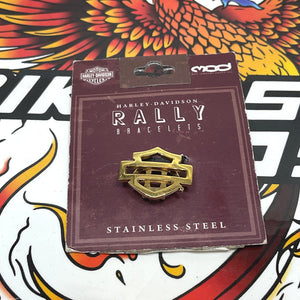 MOTOR
HARLEY-DAVIDSON
CYCLES
MOD
HARLEY-DAVIDSON
RALLY
BRACELETS
STAINLESS STEEL